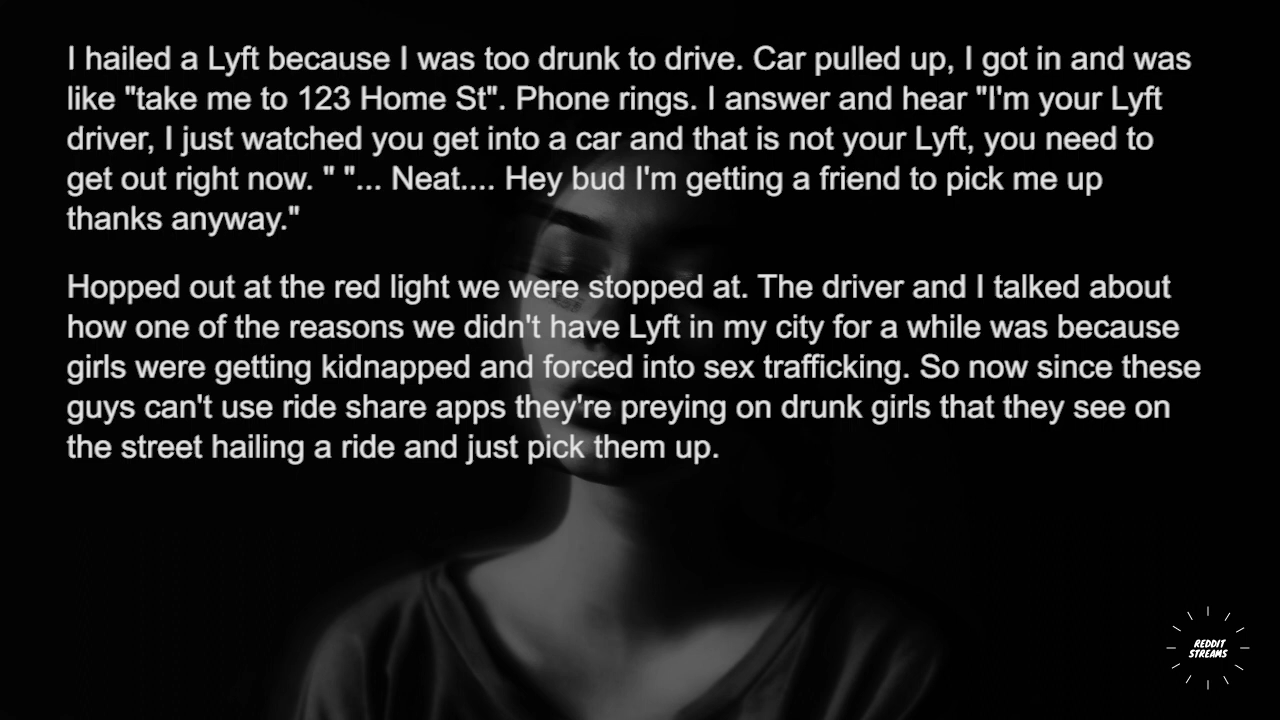 I hailed a Lyft because I was too drunk to drive. Car pulled up, I got in and was
like "take me to 123 Home St". Phone rings. I answer and hear "I'm your Lyft
driver, I just watched you get into a car and that is not your Lyft, you need to
get out right now. " "... Neat.... Hey bud I'm getting a friend to pick me up
thanks anyway."
Hopped out at the red light we were stopped at. The driver and I talked about
how one of the reasons we didn't have Lyft in my city for a while was because
girls were getting kidnapped and forced into sex trafficking. So now since these
guys can't use ride share apps they're preying on drunk girls that they see on
the street hailing a ride and just pick them up.
REDDIT
STREAMS